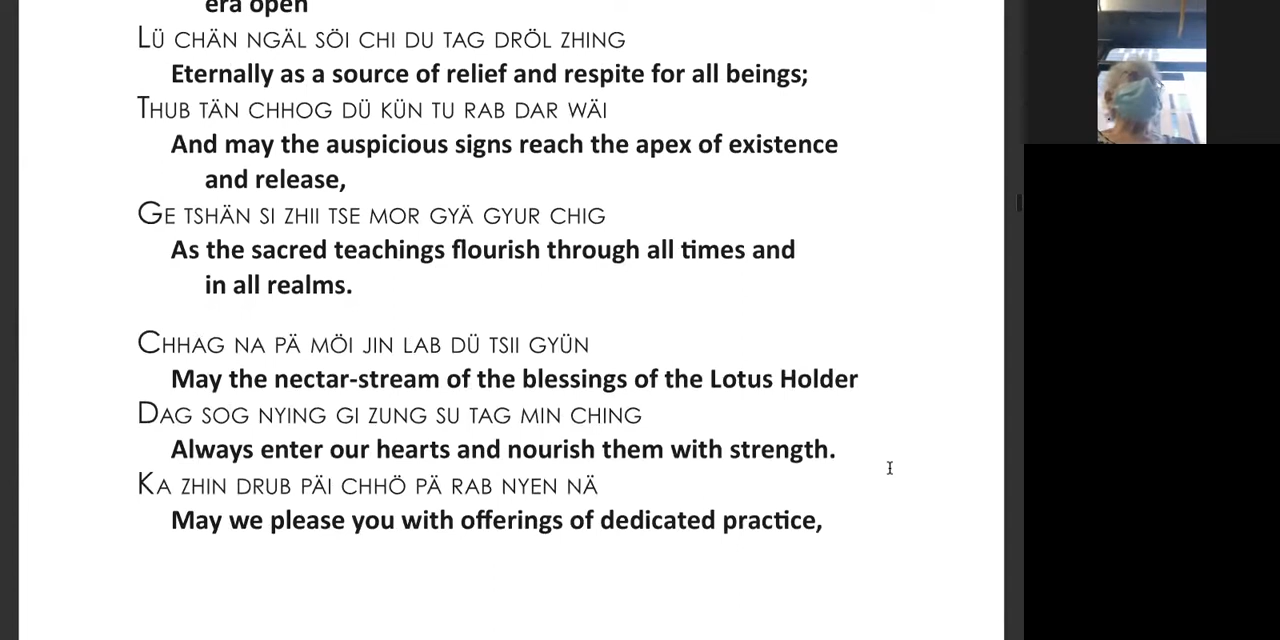 era open
LÜ CHÄN NGÄL SÖI CHI DU TAG DRÖL ZHING
Eternally as a source of relief and respite for all beings;
THUB TÄN CHHOG DÜ KÜN TU RAB DAR WÄI
And may the auspicious signs reach the apex of existence
and release,
GE TSHÄN SI ZHII TSE MOR GYÄ GYUR CHIG
As the sacred teachings flourish through all times and
in all realms.
CHHAG NA PÄ MÖI JIN LAB DÜ TSII GYÜN
May the nectar-stream of the blessings of the Lotus Holder
DAG SOG NYING GI ZUNG SU TAG MIN CHING
Always enter our hearts and nourish them with strength.
KA ZHIN DRUB PÄI CHHÖ PÄ RAB NYEN NÄ
May we please you with offerings of dedicated practice,